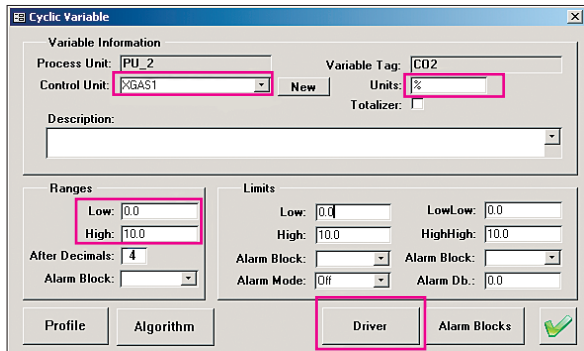 Cyclic Variable
Variable Information
Process Unit: PU_2 Variable Tag: CO2
Control Unit: XGAS1 New Units: %
Totalizer:
Description:
Ranges Limits
Low: 0.0 Low: 0.0 LowLow: 0.0
High: 10.0 High: 10.0 HighHigh: 10.0
After Decimals: 4 Alarm Block: Alarm Block:
Alarm Block: Alarm Mode: Off Alarm Db.: 0.0
Profile Algorithm Driver Alarm Blocks